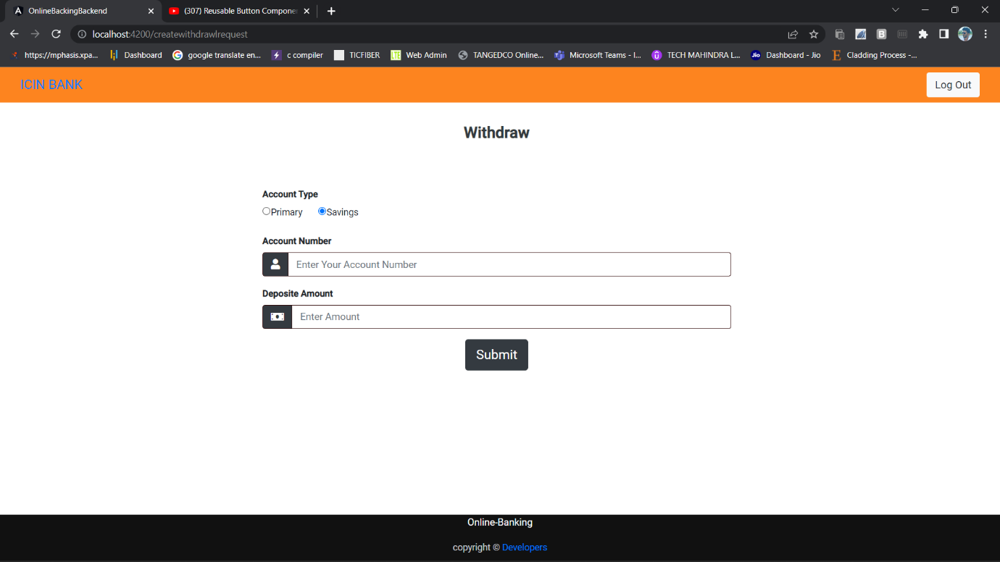 OnlineBackingBackend
(307) Reusable Button Compone
localhost:4200/createwithdrawlrequest
https://mphasis.xpa...
Dashboard
google translate en...
c compiler
TICFIBER
LTE
Web Admin
TANGEDCO Online...
Microsoft Teams - I...
TECH MAHINDRA L...
Jio
Dashboard - Jio
E
Cladding Process -...
ICIN BANK
Log Out
Withdraw
Account Type
Primary
Savings
Account Number
Enter Your Account Number
Deposite Amount
Enter Amount
Submit
Online-Banking
copyright © Developers